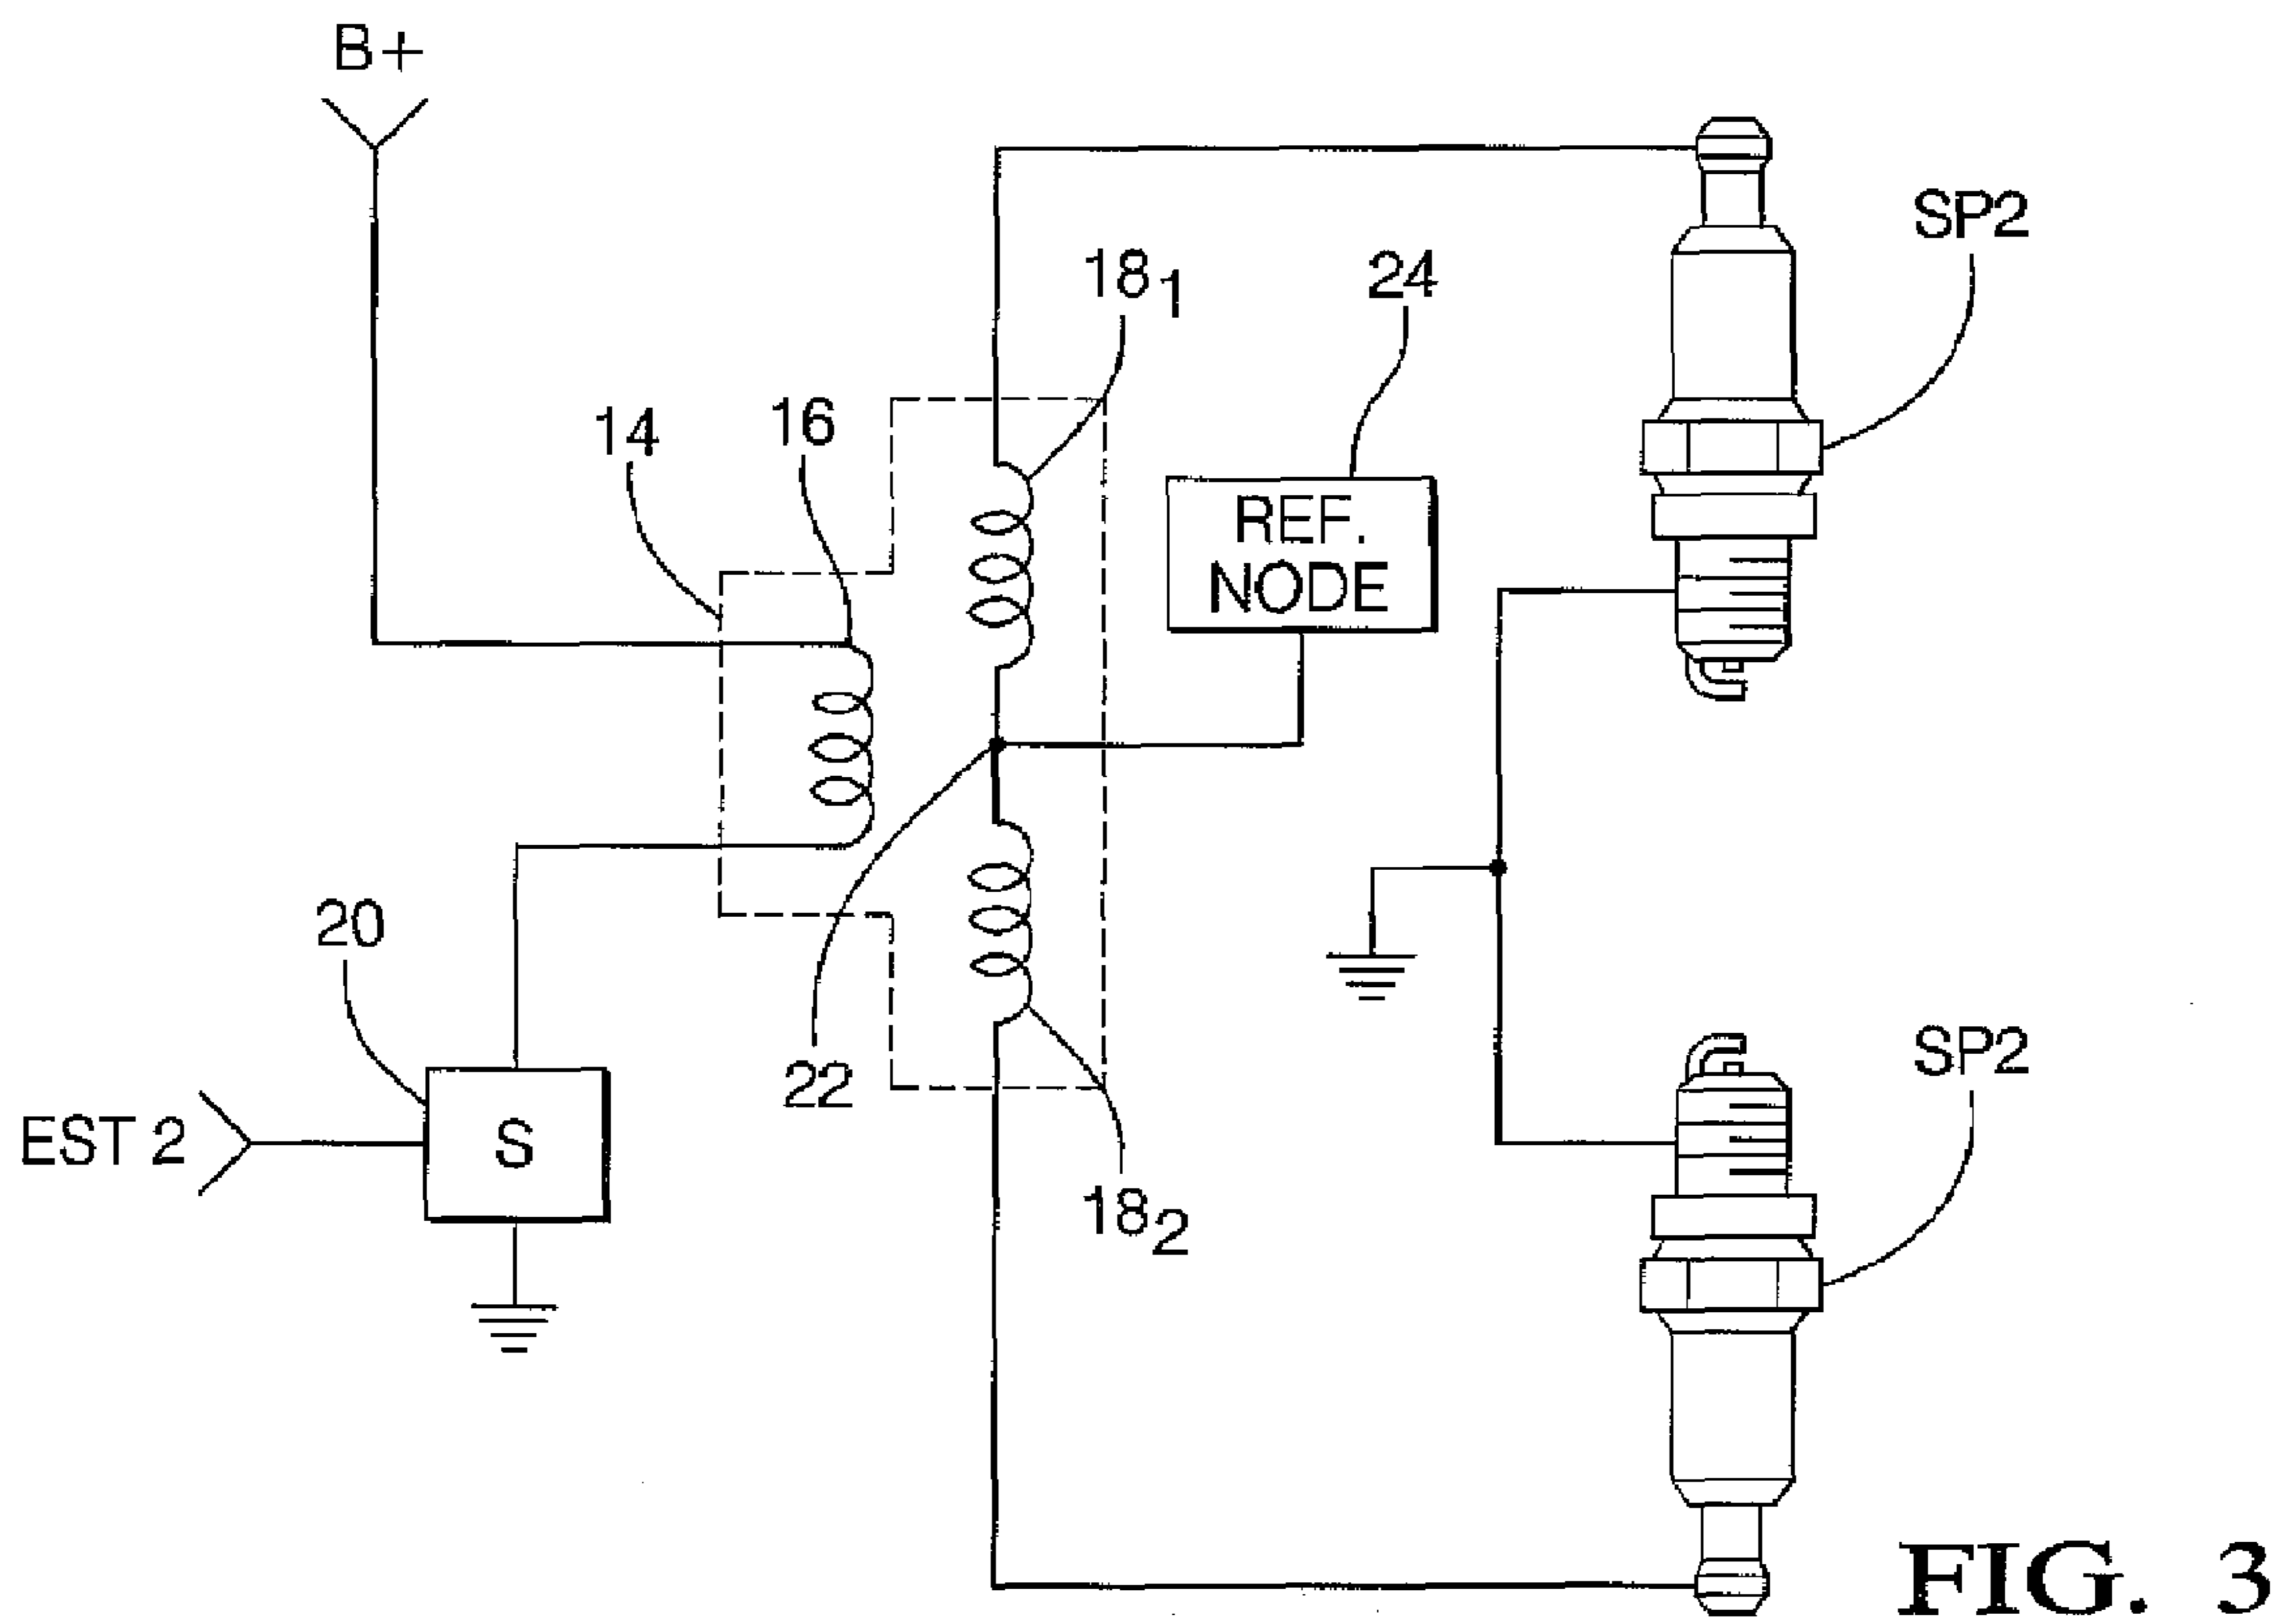 B+
SP2
18₁
24
14
16
REF.
NODE
20
22
SP2
EST 2
S
18₂
FIG. 3